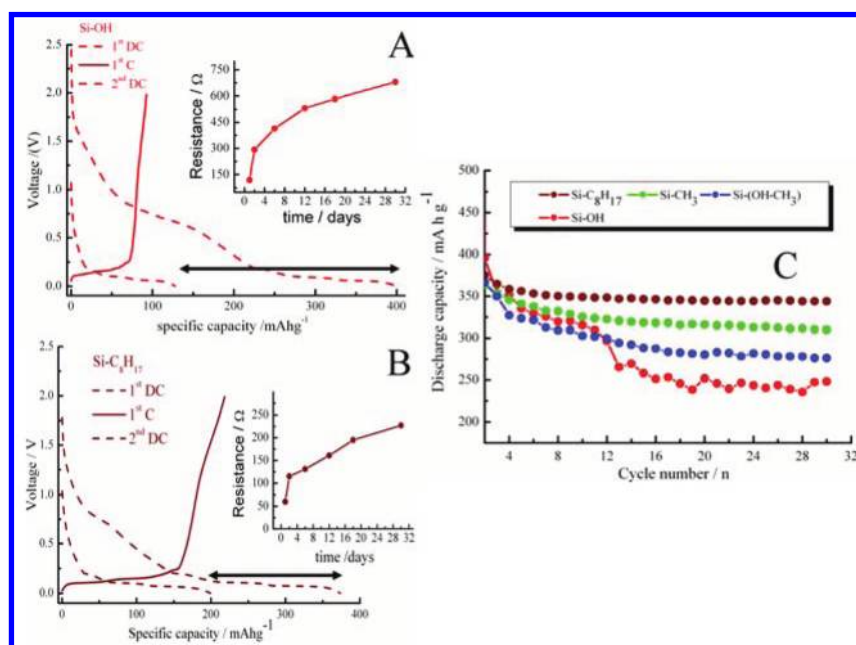 A
Si-OH
1st DC
1st C
2nd DC
Voltage /(V)
2.5
2.0
1.5
1.0
0.5
0.0
0 100 200 300 400
specific capacity /mAhg-1
Resistance / Ω
750
600
450
300
150
0 4 8 12 16 20 24 28 32
time / days
B
Si-C8H17
1st DC
1st C
2nd DC
Voltage / V
2.5
2.0
1.5
1.0
0.5
0.0
0 100 200 300 400
Specific capacity / mAhg-1
Resistance / Ω
250
200
150
100
50
0
0 4 8 12 16 20 24 28 32
time /days
C
Si-C8H17 Si-CH3 Si-(OH-CH3)
Si-OH
Discharge capacity / mA h g-1
500
450
400
350
300
250
4 8 12 16 20 24 28 32
Cycle number / n